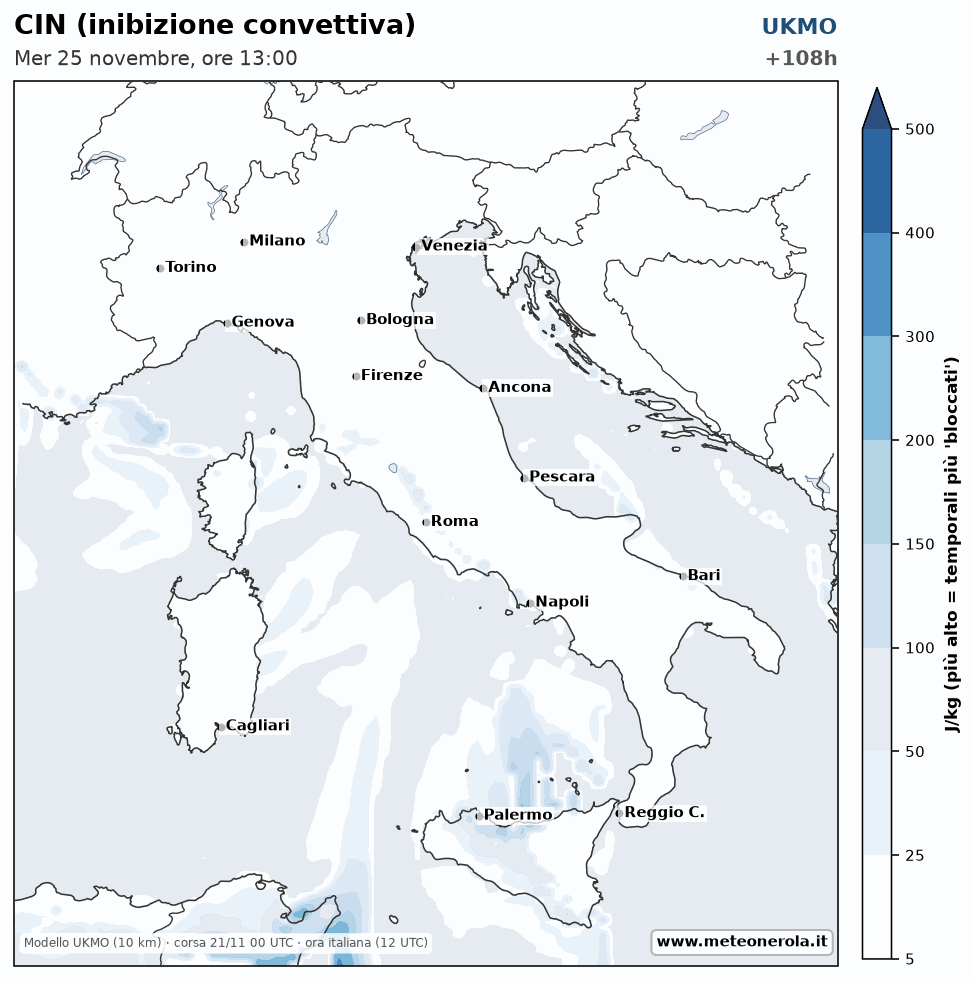 CIN (inibizione convettiva)
UKMO
Mer 25 novembre, ore 13:00
+108h
Milano
Venezia
Torino
Genova
Bologna
Firenze
Ancona
Pescara
Roma
Bari
Napoli
Cagliari
Palermo
Reggio C.
500
400
300
200
150
100
50
25
5
J/kg (più alto = temporali più 'bloccati')
Modello UKMO (10 km) · corsa 21/11 00 UTC · ora italiana (12 UTC)
www.meteonerola.it